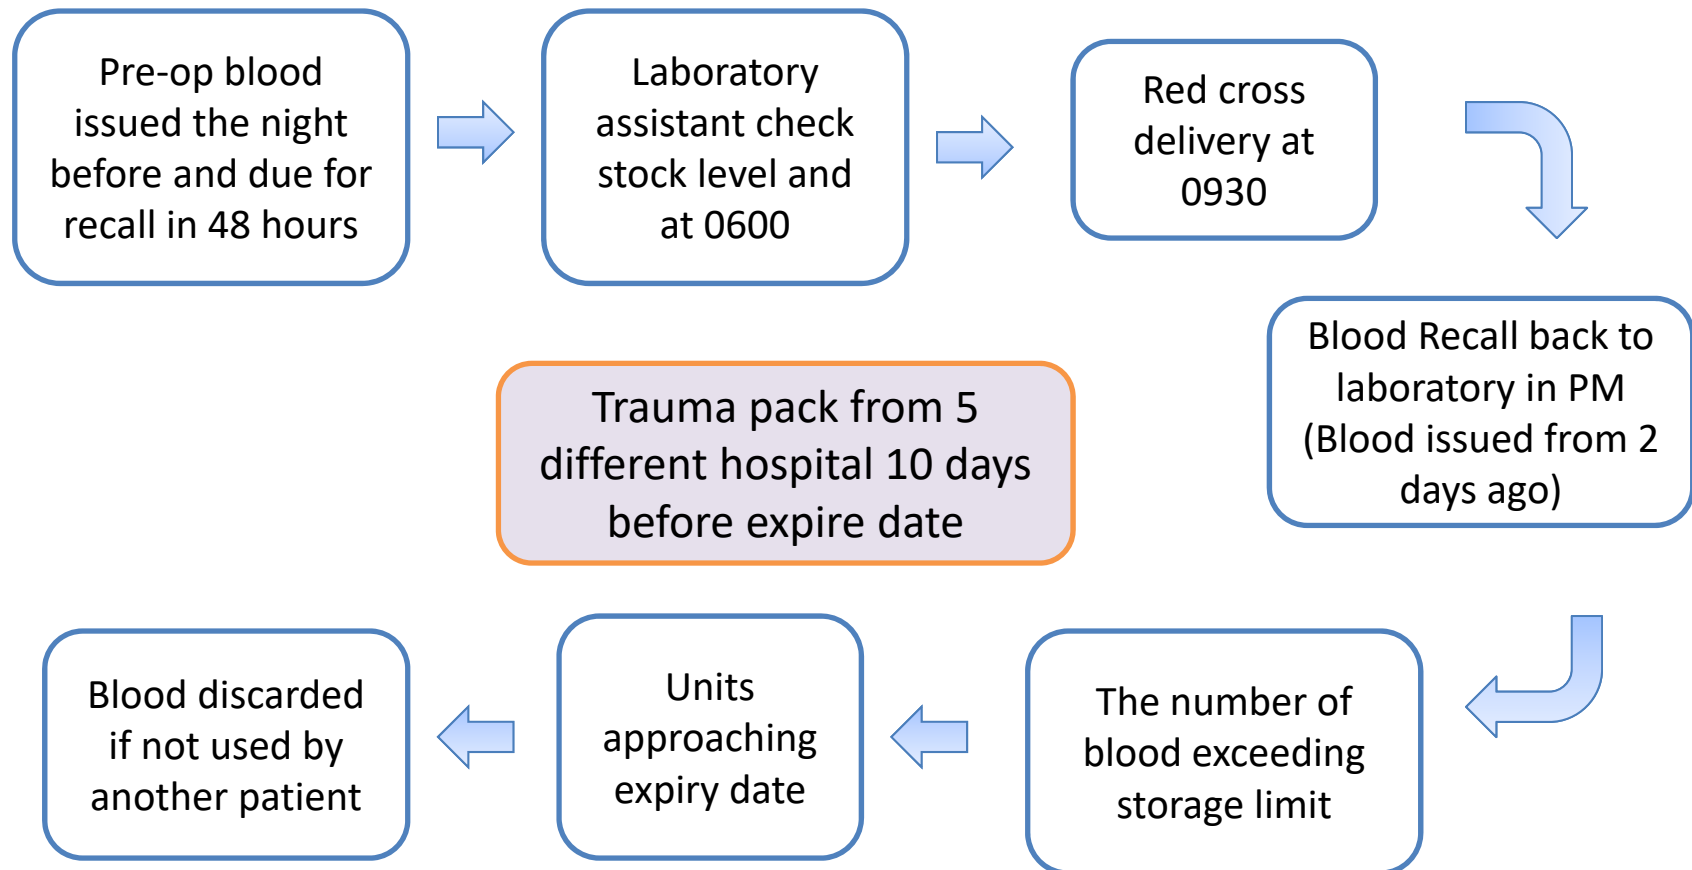 Pre-op blood
issued the night
before and due for
recall in 48 hours
Laboratory
assistant check
stock level and
at 0600
Red cross
delivery at
0930
Blood Recall back to
laboratory in PM
(Blood issued from 2
days ago)
Trauma pack from 5
different hospital 10 days
before expire date
The number of
blood exceeding
storage limit
Units
approaching
expiry date
Blood discarded
if not used by
another patient